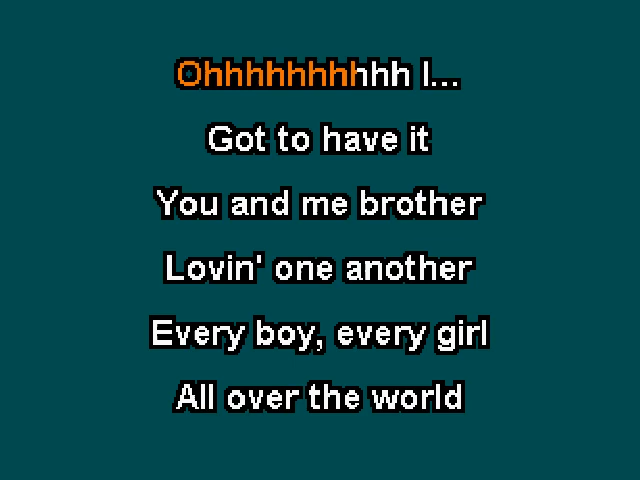 Ohhhhhhhhhhh I...
Got to have it
You and me brother
Lovin' one another
Every boy, every girl
All over the world